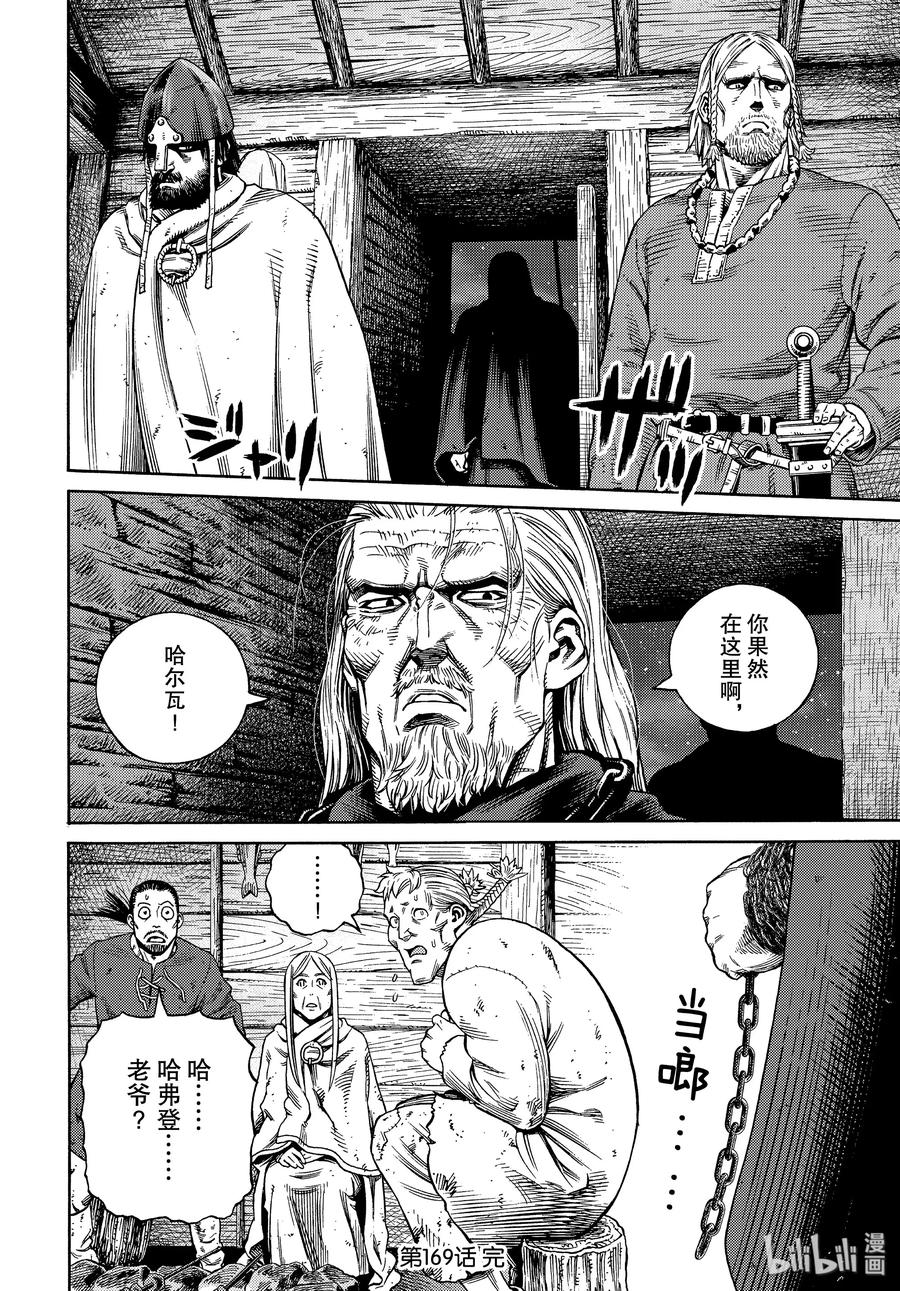 ザッ
ジャッ
你果然
在这里啊,
哈尔
瓦!
……!
当啷……
哈……
哈弗登……
老爷?
第169话 完
bilibili
漫画